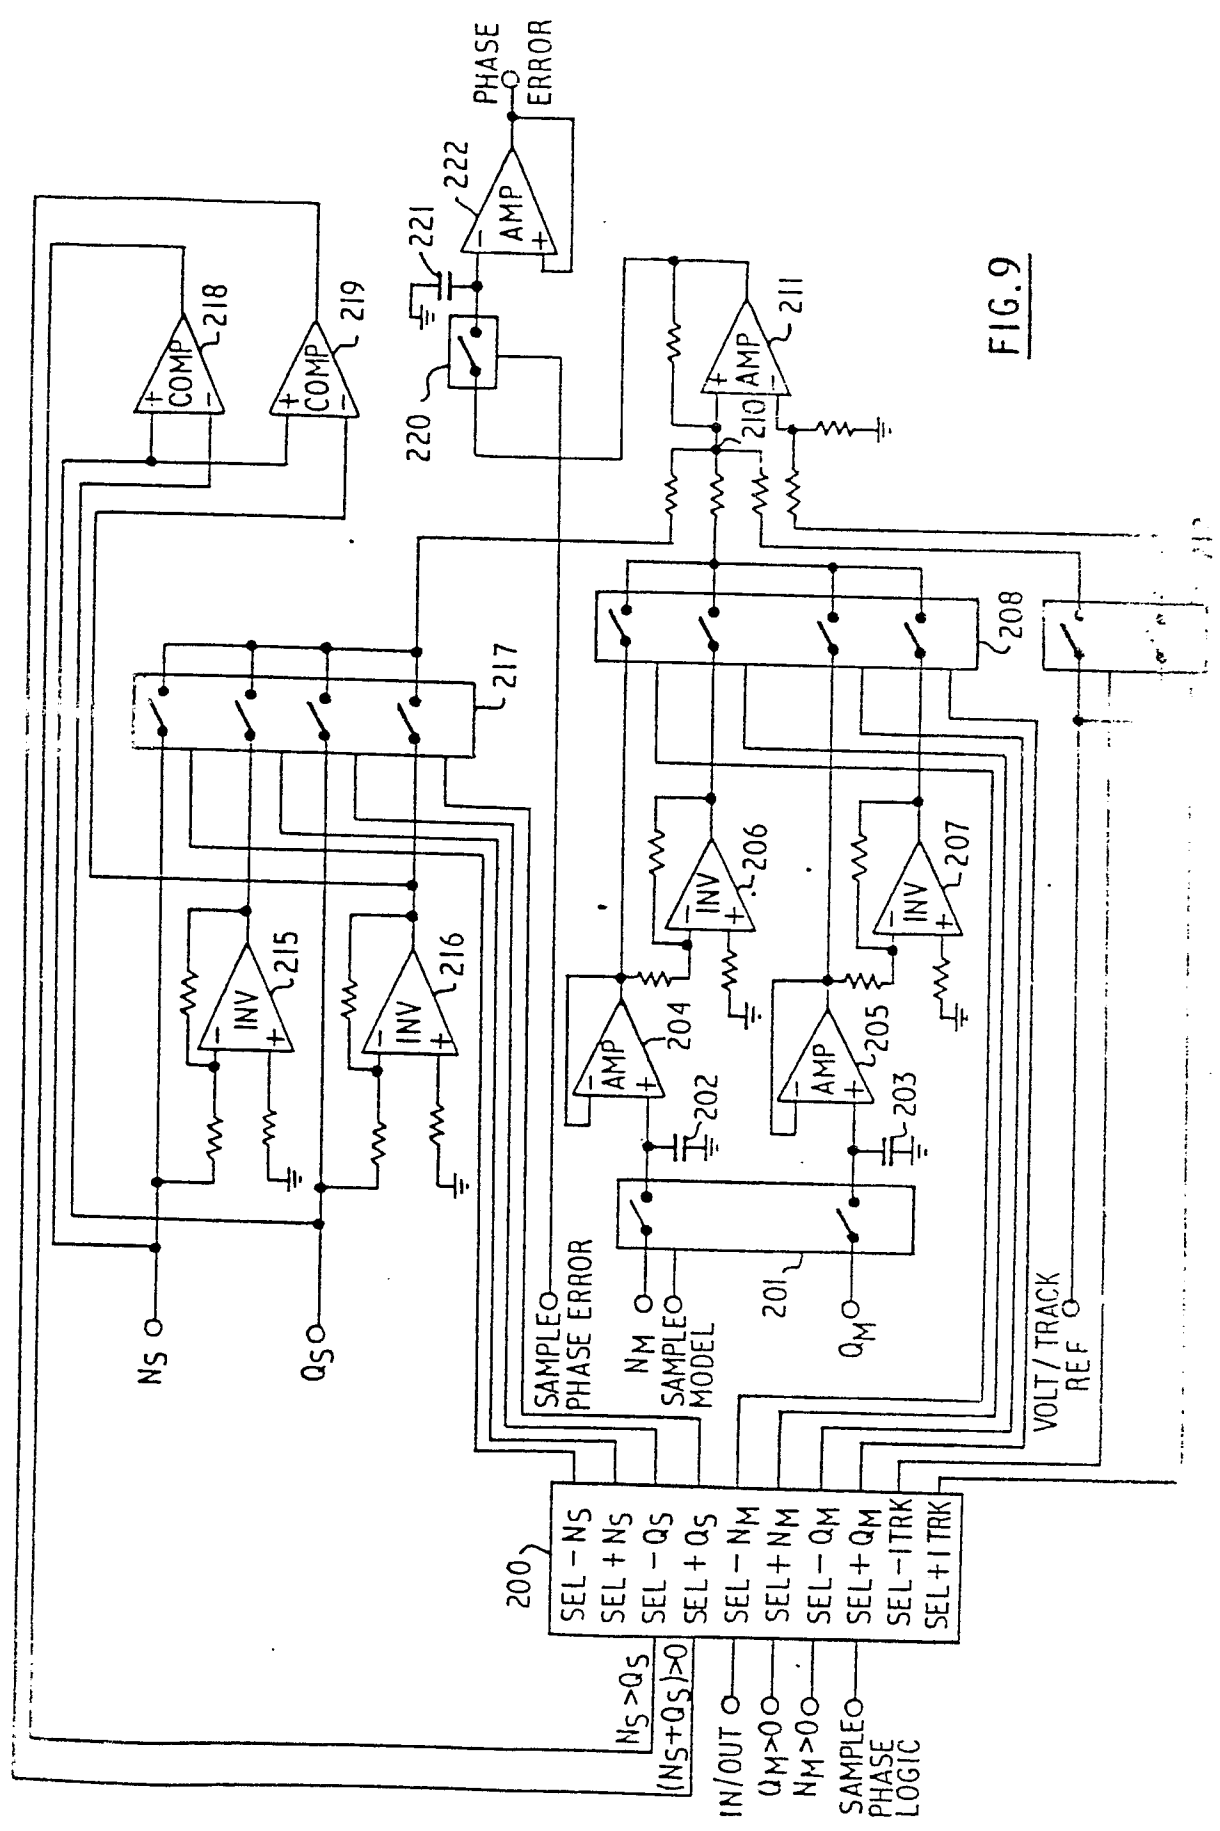 PHASE
ERROR
222
AMP
−
+
221
220
218
COMP
+
−
219
COMP
+
−
211
AMP
+
−
210
FIG. 9
217
208
215
INV
−
+
216
INV
−
+
206
INV
−
+
207
INV
−
+
204
AMP
−
+
205
AMP
−
+
202
203
201
NS
QS
SAMPLE
PHASE ERROR
NM
SAMPLE
MODEL
QM
VOLT/TRACK
REF
200
SEL−NS
SEL+NS
SEL−QS
SEL+QS
SEL−NM
SEL+NM
SEL−QM
SEL+QM
SEL−ITRK
SEL+ITRK
NS>QS
(NS+QS)>0
IN/OUT
QM>0
NM>0
SAMPLE
PHASE
LOGIC